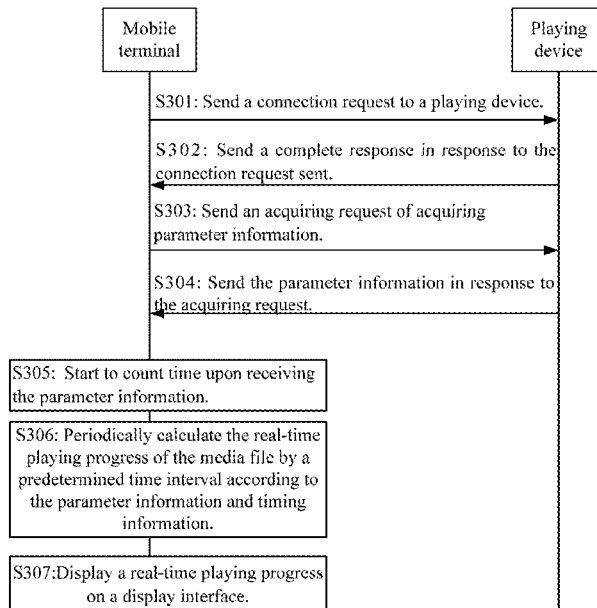 Mobile
terminal
Playing
device
S301: Send a connection request to a playing device.
S302: Send a complete response in response to the
connection request sent.
S303: Send an acquiring request of acquiring
parameter information.
S304: Send the parameter information in response to
the acquiring request.
S305: Start to count time upon receiving
the parameter information.
S306: Periodically calculate the real-time
playing progress of the media file by a
predetermined time interval according to
the parameter information and timing
information.
S307:Display a real-time playing progress
on a display interface.